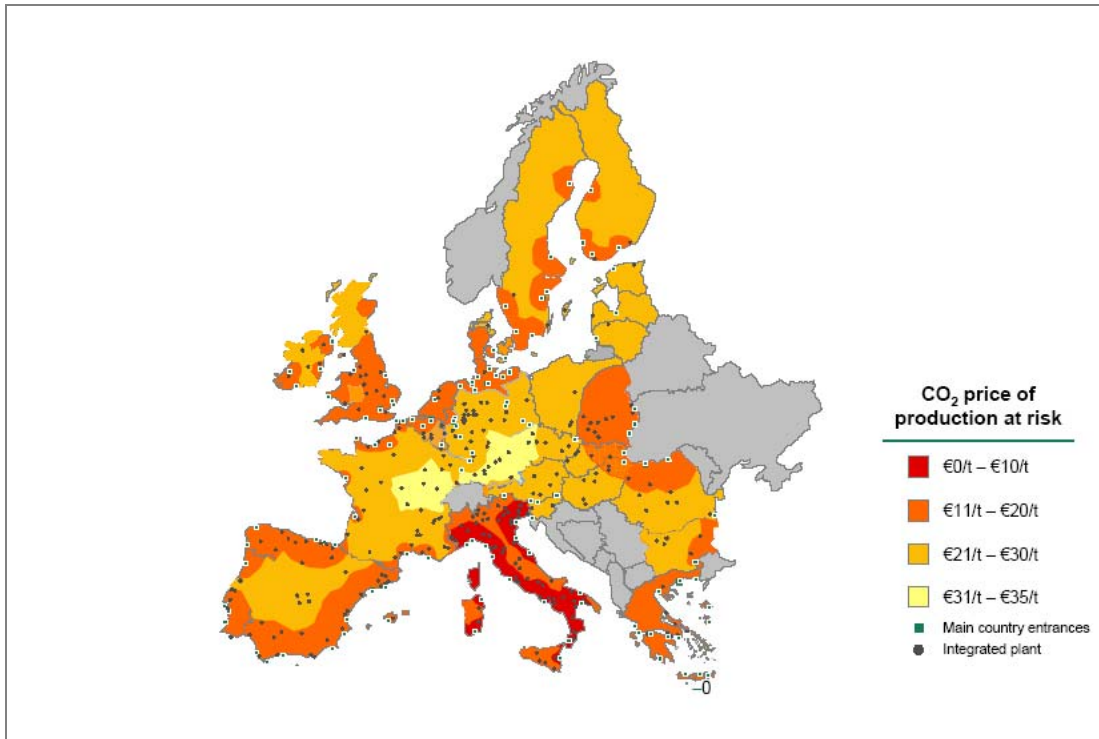 CO₂ price of
production at risk
€0/t – €10/t
€11/t – €20/t
€21/t – €30/t
€31/t – €35/t
Main country entrances
Integrated plant
–0